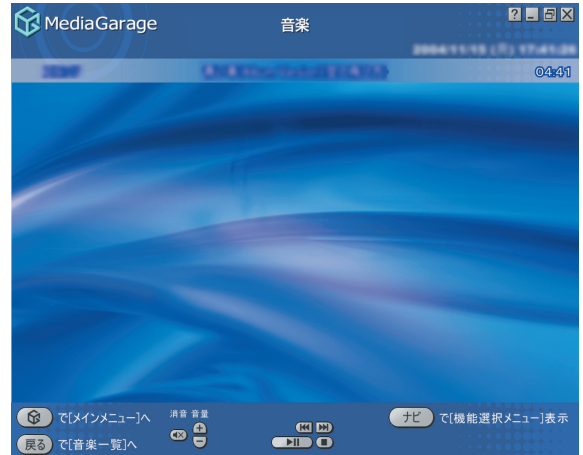 MediaGarage
音楽
04:41
で[メインメニュー]へ
消音 音量
ナビ で[機能選択メニュー]表示
戻る で[音楽一覧]へ